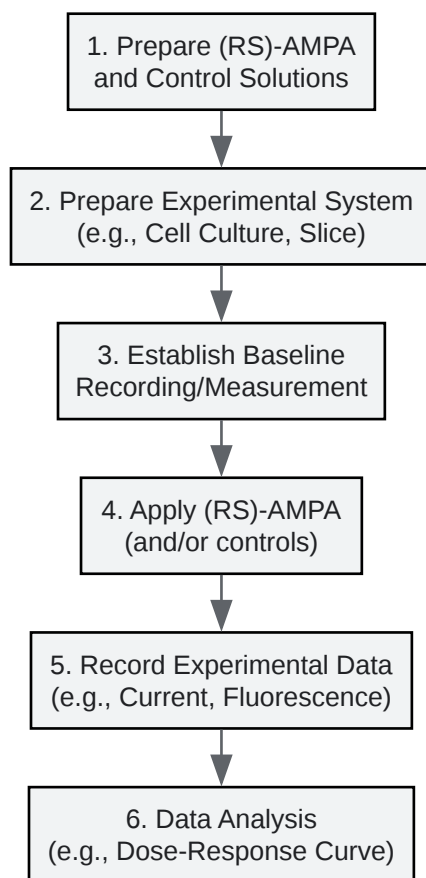 1. Prepare (RS)-AMPA
and Control Solutions
2. Prepare Experimental System
(e.g., Cell Culture, Slice)
3. Establish Baseline
Recording/Measurement
4. Apply (RS)-AMPA
(and/or controls)
5. Record Experimental Data
(e.g., Current, Fluorescence)
6. Data Analysis
(e.g., Dose-Response Curve)